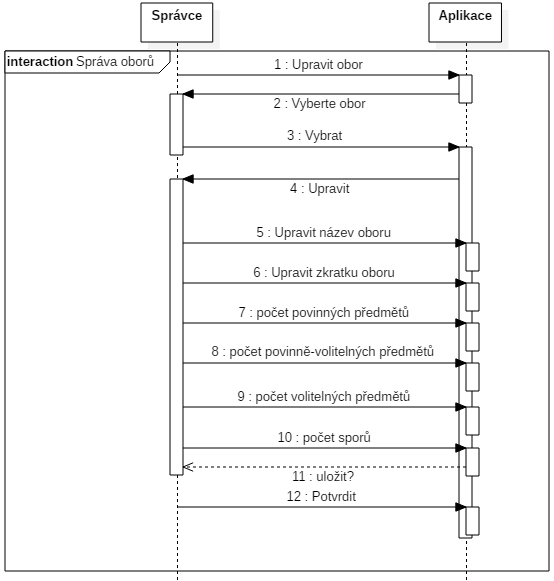 Správce
Aplikace
interaction Správa oborů
1 : Upravit obor
2 : Vyberte obor
3 : Vybrat
4 : Upravit
5 : Upravit název oboru
6 : Upravit zkratku oboru
7 : počet povinných předmětů
8 : počet povinně-volitelných předmětů
9 : počet volitelných předmětů
10 : počet sporů
11 : uložit?
12 : Potvrdit